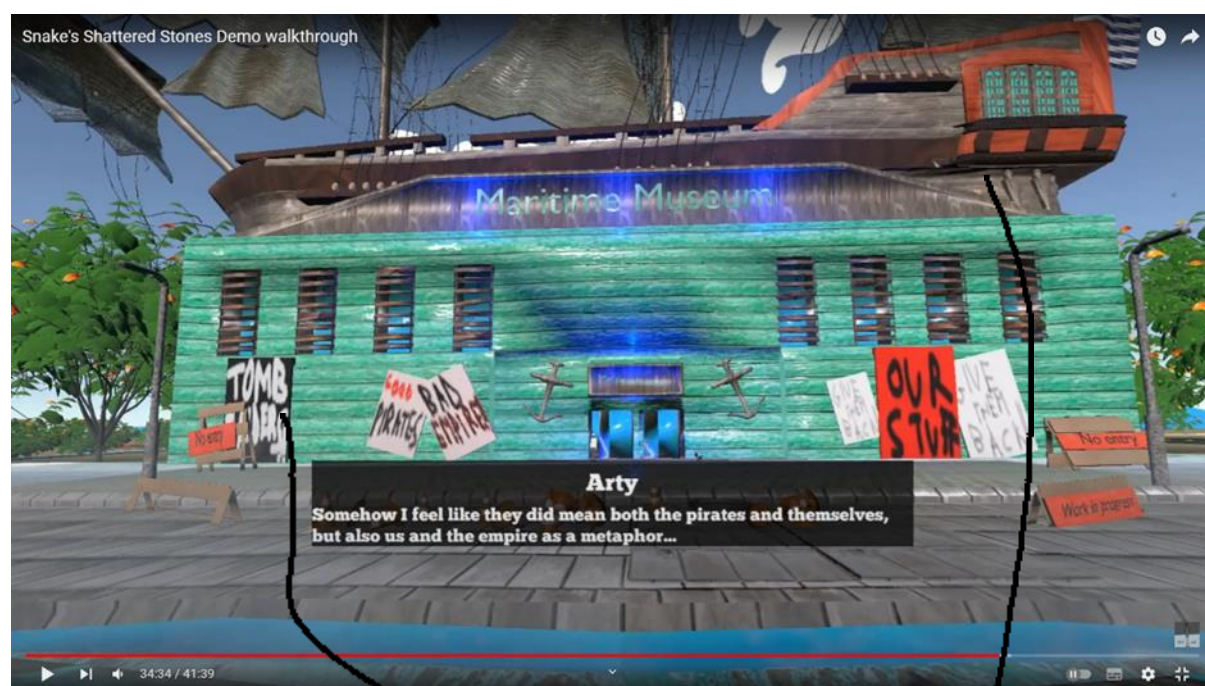 Snake's Shattered Stones Demo walkthrough
Maritime Museum
TOMB
GOOD
PIRATES
BAD
EMPIRE
GIVE
THEM
BACK
OUR
STUFF
GIVE
THEM
BACK
No entry
No entry
Work in progress
Arty
Somehow I feel like they did mean both the pirates and themselves,
but also us and the empire as a metaphor...
34:34 / 41:39